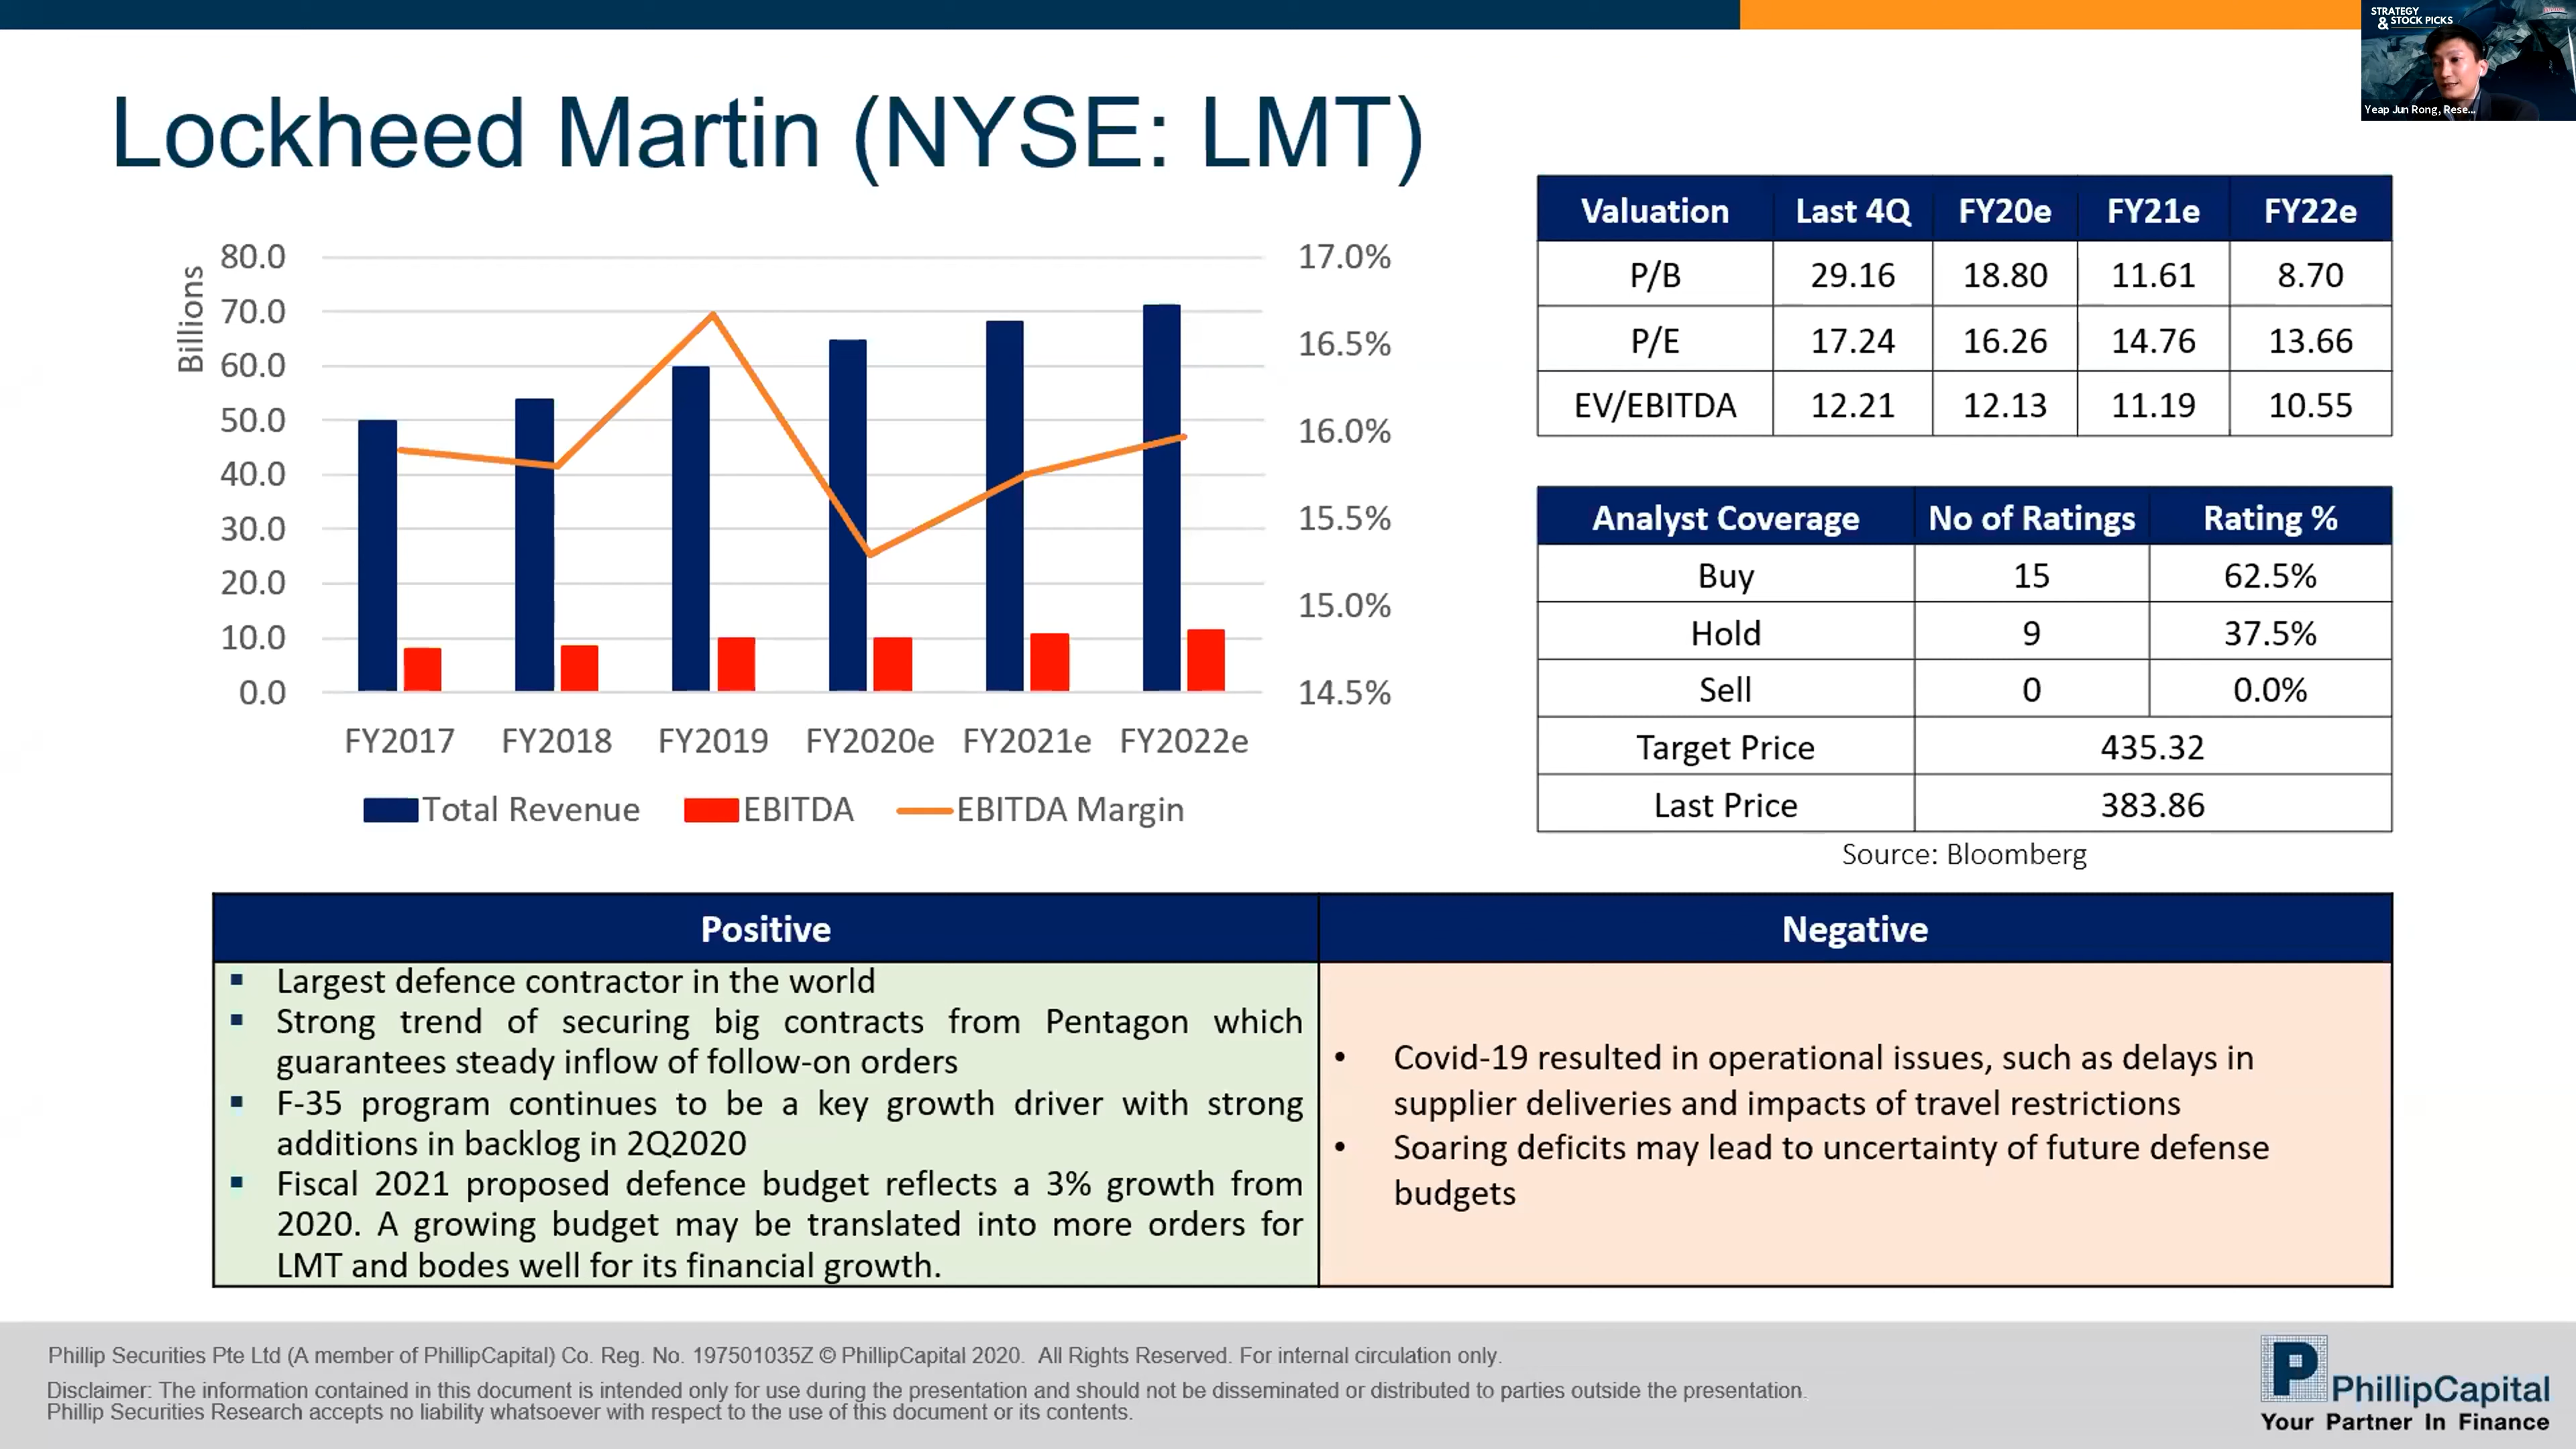 STRATEGY
& STOCK PICKS
Yeap Jun Rong, Rese...
Lockheed Martin (NYSE: LMT)
Billions
80.0
70.0
60.0
50.0
40.0
30.0
20.0
10.0
0.0
17.0%
16.5%
16.0%
15.5%
15.0%
14.5%
FY2017 FY2018 FY2019 FY2020e FY2021e FY2022e
Total Revenue EBITDA EBITDA Margin
Valuation Last 4Q FY20e FY21e FY22e
P/B 29.16 18.80 11.61 8.70
P/E 17.24 16.26 14.76 13.66
EV/EBITDA 12.21 12.13 11.19 10.55
Analyst Coverage No of Ratings Rating %
Buy 15 62.5%
Hold 9 37.5%
Sell 0 0.0%
Target Price 435.32
Last Price 383.86
Source: Bloomberg
Positive
▪ Largest defence contractor in the world
▪ Strong trend of securing big contracts from Pentagon which
guarantees steady inflow of follow-on orders
▪ F-35 program continues to be a key growth driver with strong
additions in backlog in 2Q2020
▪ Fiscal 2021 proposed defence budget reflects a 3% growth from
2020. A growing budget may be translated into more orders for
LMT and bodes well for its financial growth.
Negative
• Covid-19 resulted in operational issues, such as delays in
supplier deliveries and impacts of travel restrictions
• Soaring deficits may lead to uncertainty of future defense
budgets
Phillip Securities Pte Ltd (A member of PhillipCapital) Co. Reg. No. 197501035Z © PhillipCapital 2020. All Rights Reserved. For internal circulation only.
Disclaimer: The information contained in this document is intended only for use during the presentation and should not be disseminated or distributed to parties outside the presentation.
Phillip Securities Research accepts no liability whatsoever with respect to the use of this document or its contents.
P
PhillipCapital
Your Partner In Finance